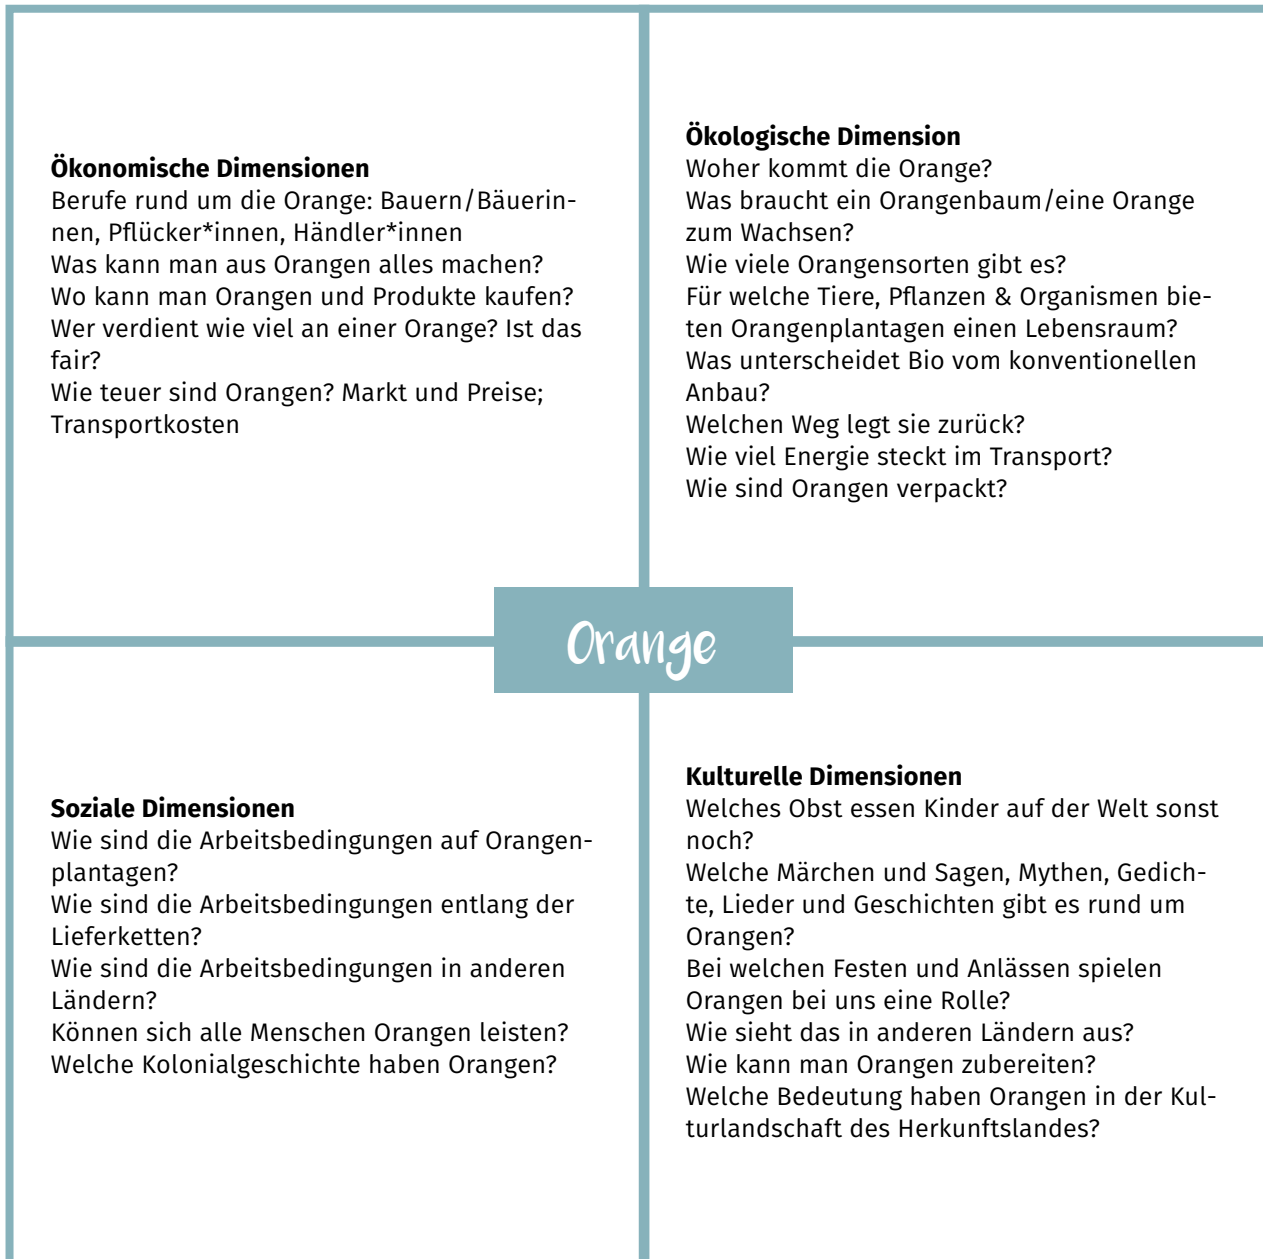 Ökonomische Dimensionen
Berufe rund um die Orange: Bauern/Bäuerin-
nen, Pflücker*innen, Händler*innen
Was kann man aus Orangen alles machen?
Wo kann man Orangen und Produkte kaufen?
Wer verdient wie viel an einer Orange? Ist das
fair?
Wie teuer sind Orangen? Markt und Preise;
Transportkosten
Ökologische Dimension
Woher kommt die Orange?
Was braucht ein Orangenbaum/eine Orange
zum Wachsen?
Wie viele Orangensorten gibt es?
Für welche Tiere, Pflanzen & Organismen bie-
ten Orangenplantagen einen Lebensraum?
Was unterscheidet Bio vom konventionellen
Anbau?
Welchen Weg legt sie zurück?
Wie viel Energie steckt im Transport?
Wie sind Orangen verpackt?
Orange
Soziale Dimensionen
Wie sind die Arbeitsbedingungen auf Orangen-
plantagen?
Wie sind die Arbeitsbedingungen entlang der
Lieferketten?
Wie sind die Arbeitsbedingungen in anderen
Ländern?
Können sich alle Menschen Orangen leisten?
Welche Kolonialgeschichte haben Orangen?
Kulturelle Dimensionen
Welches Obst essen Kinder auf der Welt sonst
noch?
Welche Märchen und Sagen, Mythen, Gedich-
te, Lieder und Geschichten gibt es rund um
Orangen?
Bei welchen Festen und Anlässen spielen
Orangen bei uns eine Rolle?
Wie sieht das in anderen Ländern aus?
Wie kann man Orangen zubereiten?
Welche Bedeutung haben Orangen in der Kul-
turlandschaft des Herkunftslandes?